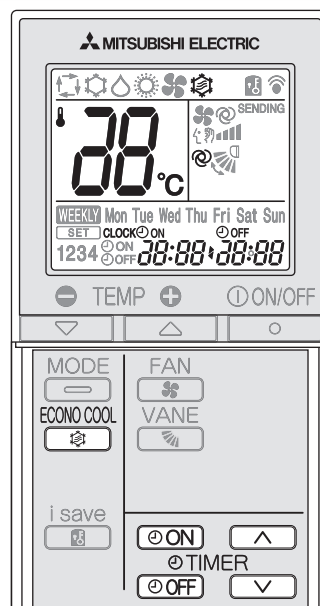 MITSUBISHI ELECTRIC
SENDING
88°C
WEEKLY Mon Tue Wed Thu Fri Sat Sun
SET CLOCK ON OFF
1234 ON OFF 88:88 88:88
TEMP ON/OFF
MODE FAN
ECONO COOL VANE
i save
ON
TIMER
OFF